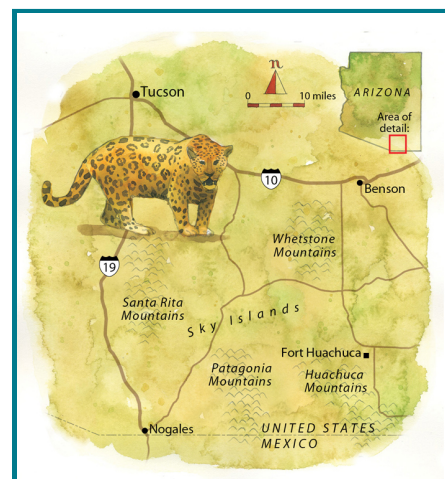 n
Tucson
0 10 miles
ARIZONA
Area of
detail:
10
Benson
Whetstone
Mountains
19
Santa Rita
Mountains
Sky Islands
Fort Huachuca
Patagonia
Mountains
Huachuca
Mountains
Nogales
UNITED STATES
MEXICO